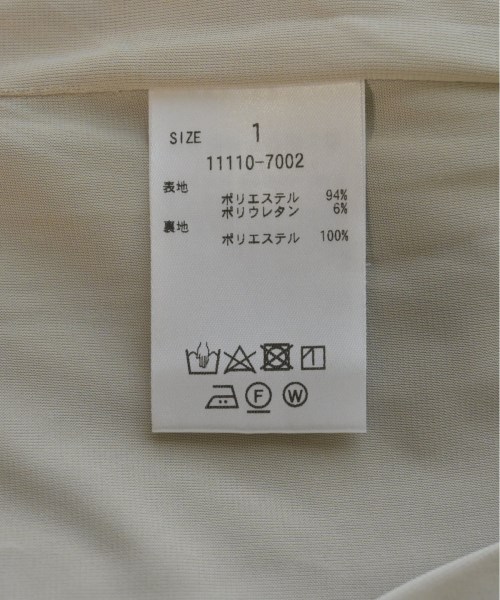 SIZE 1
11110-7002
表地
ポリエステル 94%
ポリウレタン 6%
裏地
ポリエステル 100%
F W